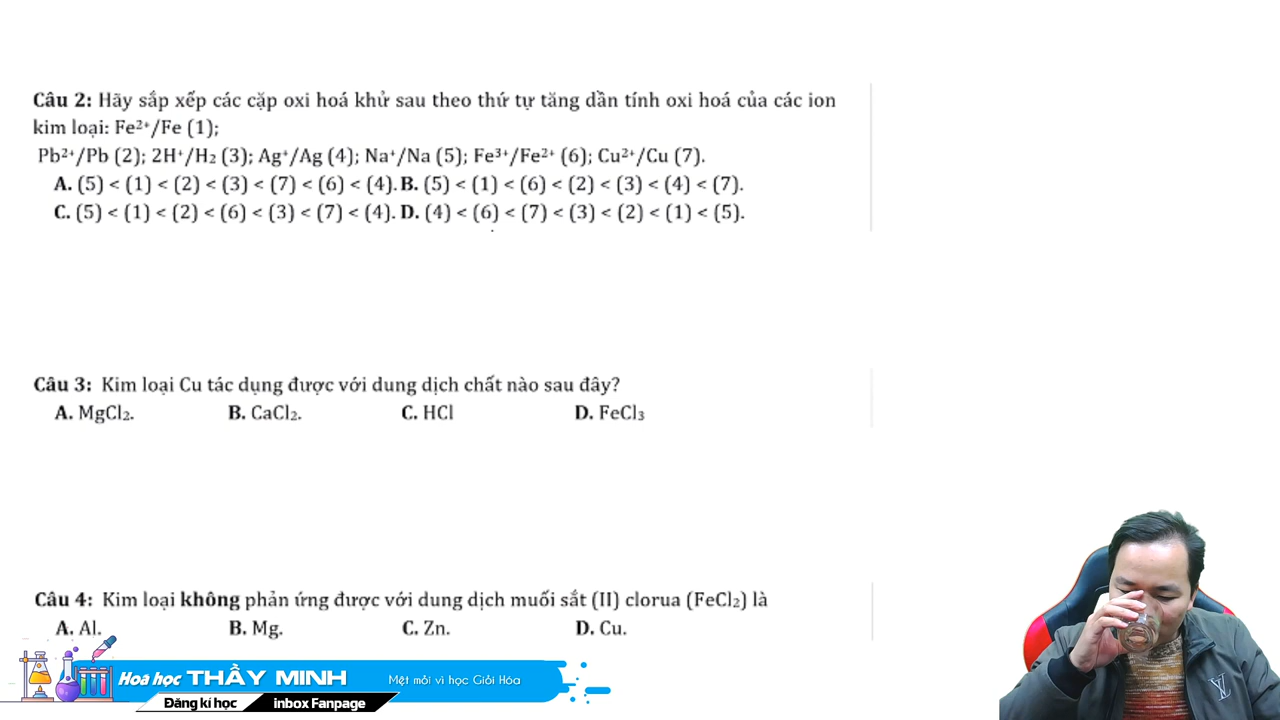 Câu 2: Hãy sắp xếp các cặp oxi hoá khử sau theo thứ tự tăng dần tính oxi hoá của các ion
kim loại: Fe²⁺/Fe (1);
Pb²⁺/Pb (2); 2H⁺/H₂ (3); Ag⁺/Ag (4); Na⁺/Na (5); Fe³⁺/Fe²⁺ (6); Cu²⁺/Cu (7).
A. (5) < (1) < (2) < (3) < (7) < (6) < (4). B. (5) < (1) < (6) < (2) < (3) < (4) < (7).
C. (5) < (1) < (2) < (6) < (3) < (7) < (4). D. (4) < (6) < (7) < (3) < (2) < (1) < (5).
Câu 3: Kim loại Cu tác dụng được với dung dịch chất nào sau đây?
A. MgCl₂. B. CaCl₂. C. HCl D. FeCl₃
Câu 4: Kim loại không phản ứng được với dung dịch muối sắt (II) clorua (FeCl₂) là
A. Al. B. Mg. C. Zn. D. Cu.
Hoá học THẦY MINH Mệt mỏi vì học Giỏi Hóa
Đăng kí học inbox Fanpage